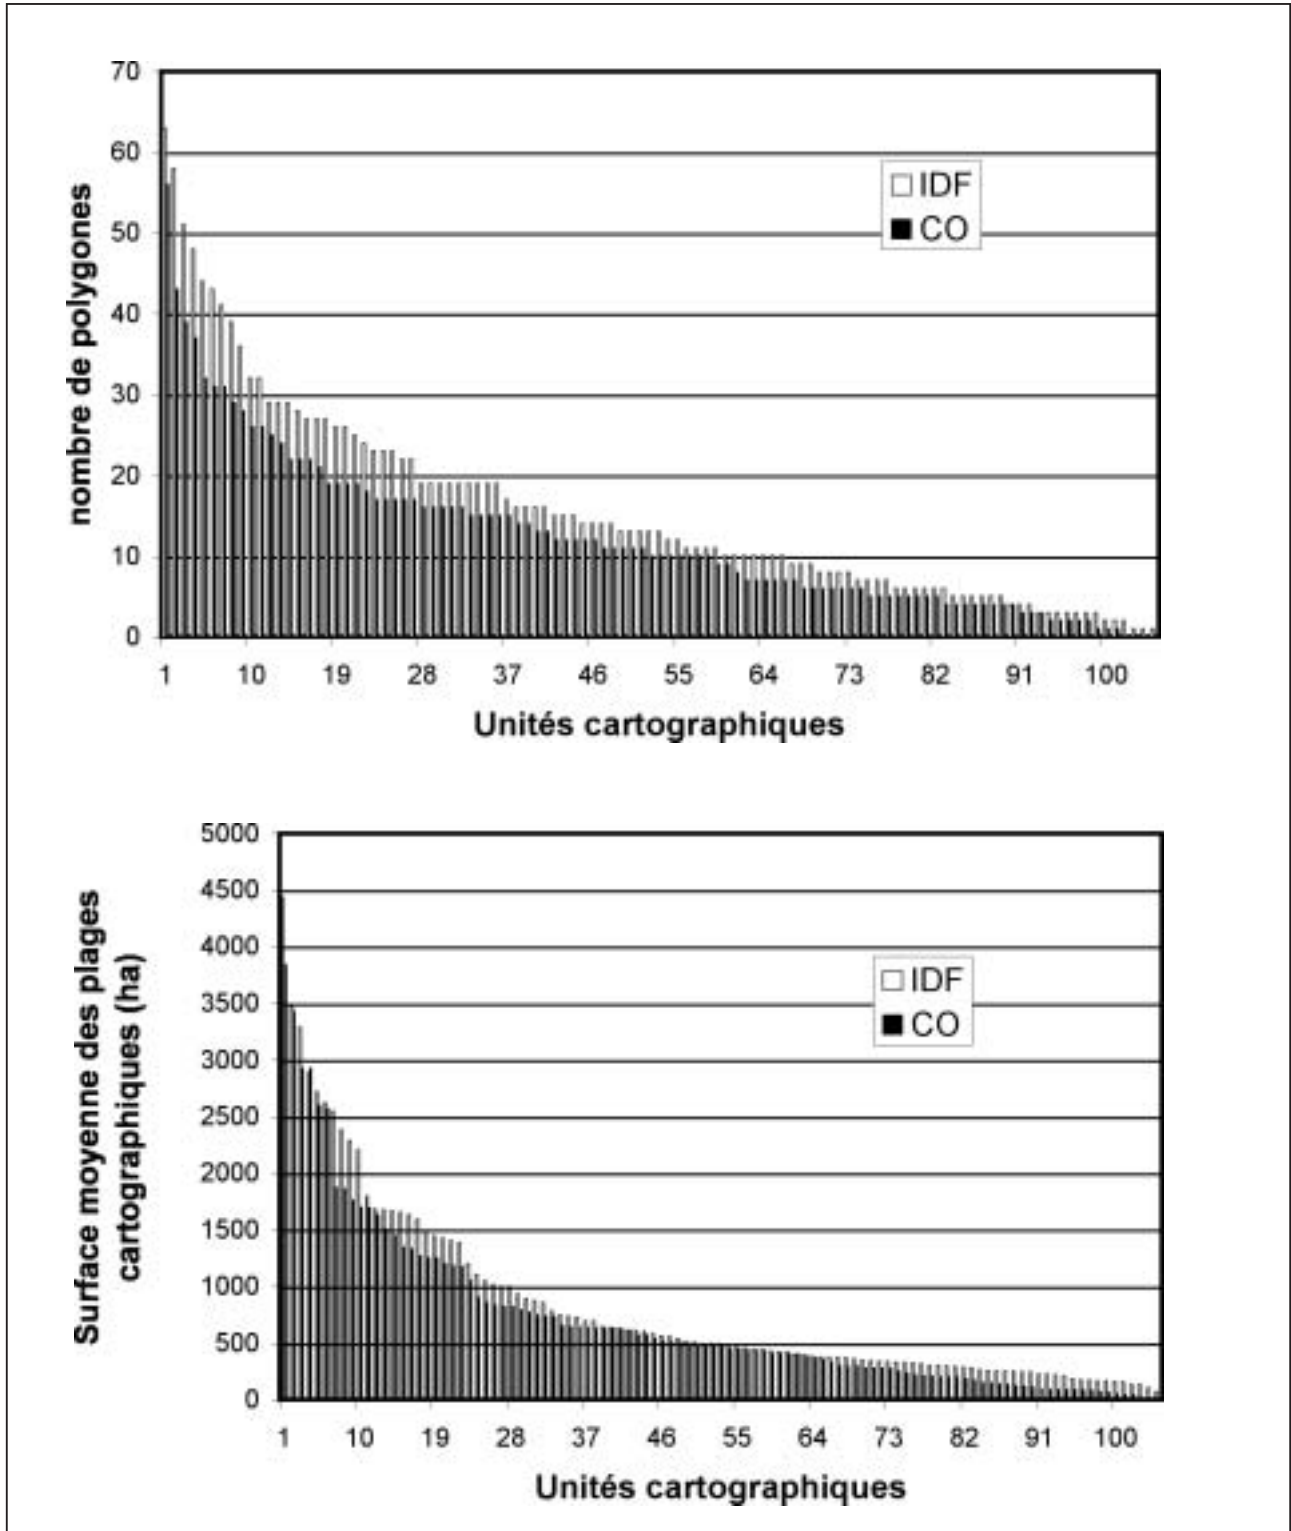 70
60
50
40
30
20
10
0
nombre de polygones
IDF
CO
1 10 19 28 37 46 55 64 73 82 91 100
Unités cartographiques
5000
4500
4000
3500
3000
2500
2000
1500
1000
500
0
Surface moyenne des plages
cartographiques (ha)
IDF
CO
1 10 19 28 37 46 55 64 73 82 91 100
Unités cartographiques